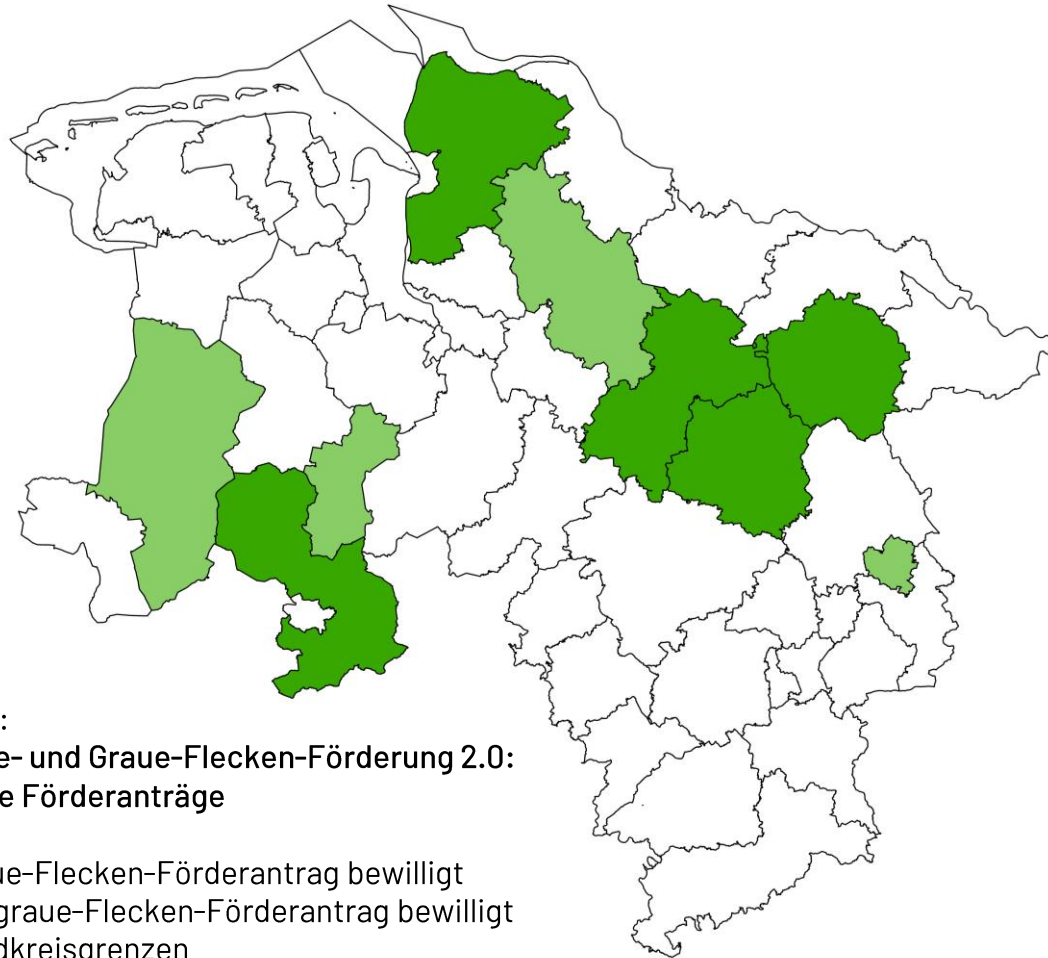 :
e- und Graue-Flecken-Förderung 2.0:
e Förderanträge
ue-Flecken-Förderantrag bewilligt
graue-Flecken-Förderantrag bewilligt
dkreisgrenzen